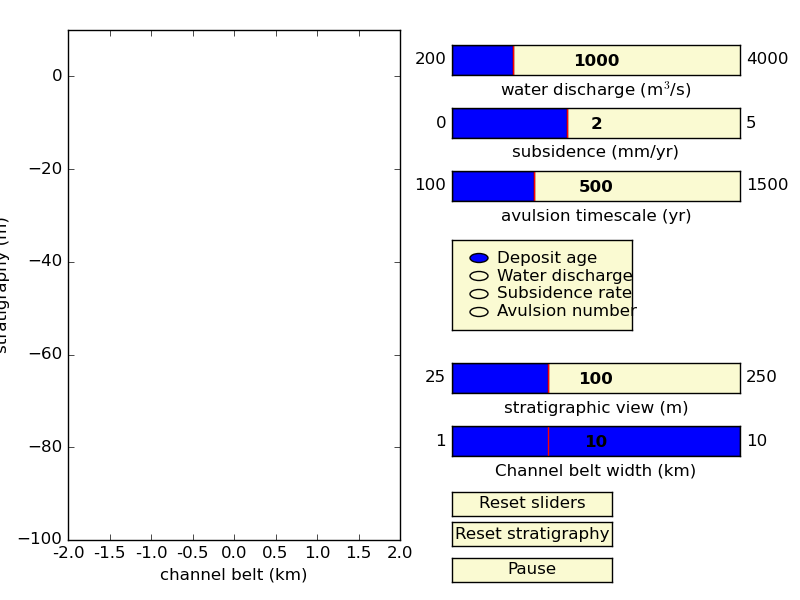 0
−20
−40
−60
−80
−100
stratigraphy (m)
-2.0 -1.5 -1.0 -0.5 0.0 0.5 1.0 1.5 2.0
channel belt (km)
200 1000 4000
water discharge (m³/s)
0 2 5
subsidence (mm/yr)
100 500 1500
avulsion timescale (yr)
Deposit age
Water discharge
Subsidence rate
Avulsion number
25 100 250
stratigraphic view (m)
1 10 10
Channel belt width (km)
Reset sliders
Reset stratigraphy
Pause